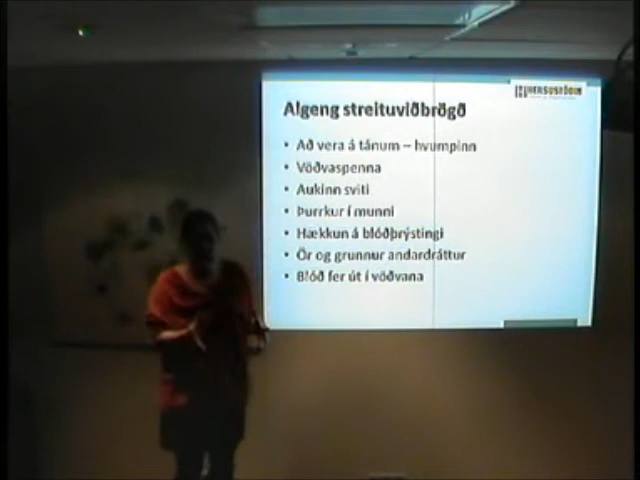 HEILSUSTÖÐIN
Algeng streituviðbrögð
• Að vera á tánum – hvumpinn
• Vöðvaspenna
• Aukinn sviti
• Þurrkur í munni
• Hækkun á blóðþrýstingi
• Ör og grunnur andardráttur
• Blóð fer út í vöðvana